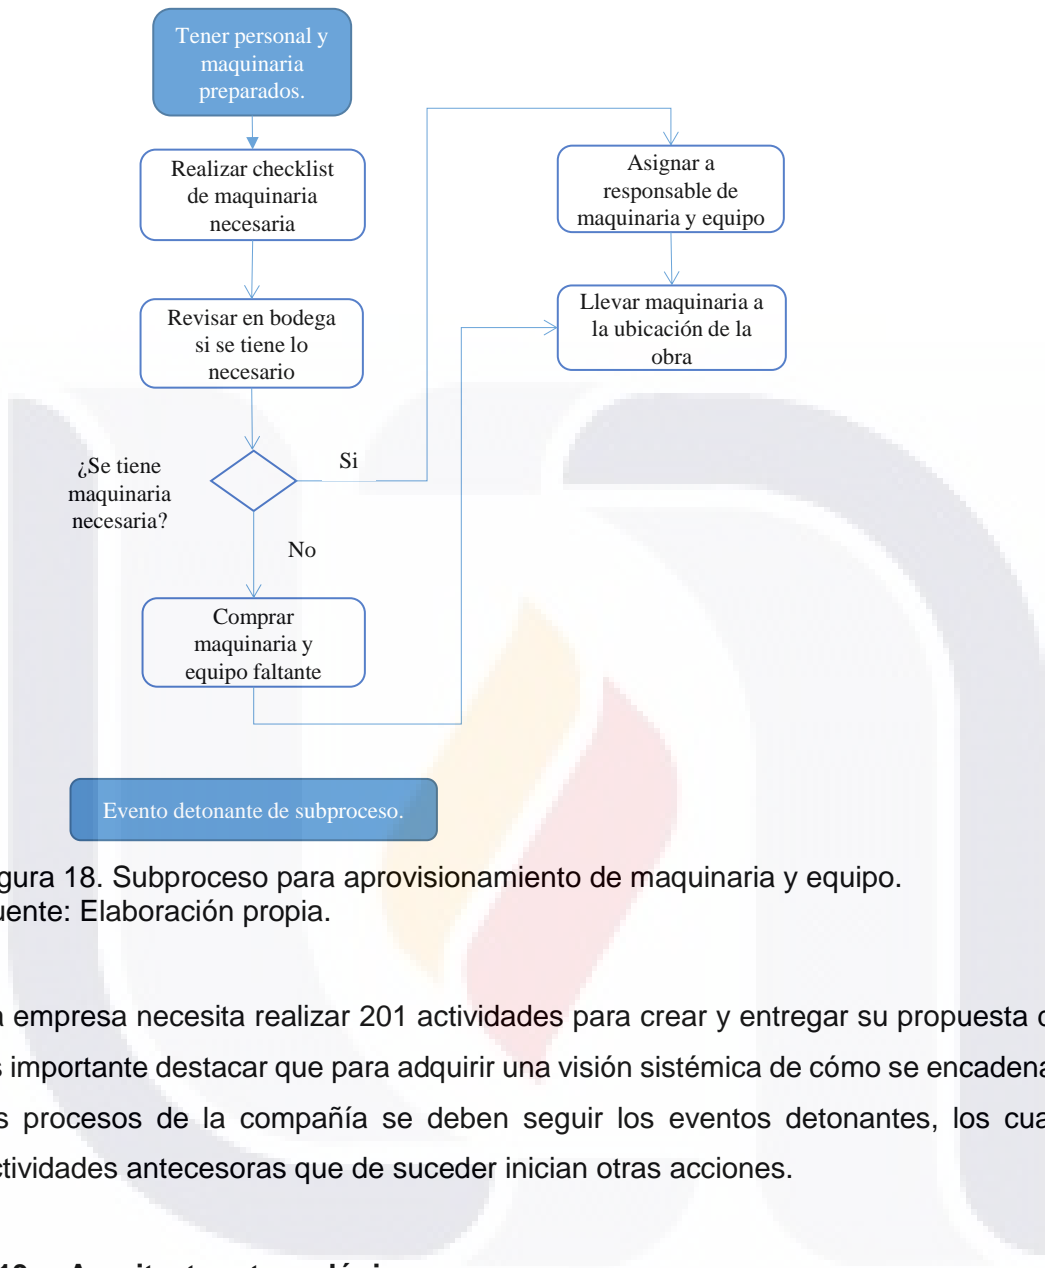 Tener personal y
maquinaria
preparados.
Realizar checklist
de maquinaria
necesaria
Revisar en bodega
si se tiene lo
necesario
¿Se tiene
maquinaria
necesaria?
Si
No
Comprar
maquinaria y
equipo faltante
Asignar a
responsable de
maquinaria y equipo
Llevar maquinaria a
la ubicación de la
obra
Evento detonante de subproceso.
gura 18. Subproceso para aprovisionamiento de maquinaria y equipo.
uente: Elaboración propia.
a empresa necesita realizar 201 actividades para crear y entregar su propuesta
s importante destacar que para adquirir una visión sistémica de cómo se encadena
s procesos de la compañía se deben seguir los eventos detonantes, los cua
ctividades antecesoras que de suceder inician otras acciones.